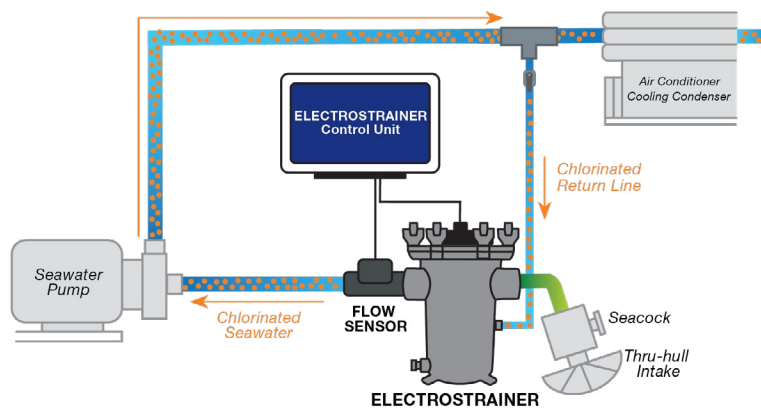 ELECTROSTRAINER
Control Unit
Air Conditioner
Cooling Condenser
Chlorinated
Return Line
Seawater
Pump
Chlorinated
Seawater
FLOW
SENSOR
Seacock
Thru-hull
Intake
ELECTROSTRAINER